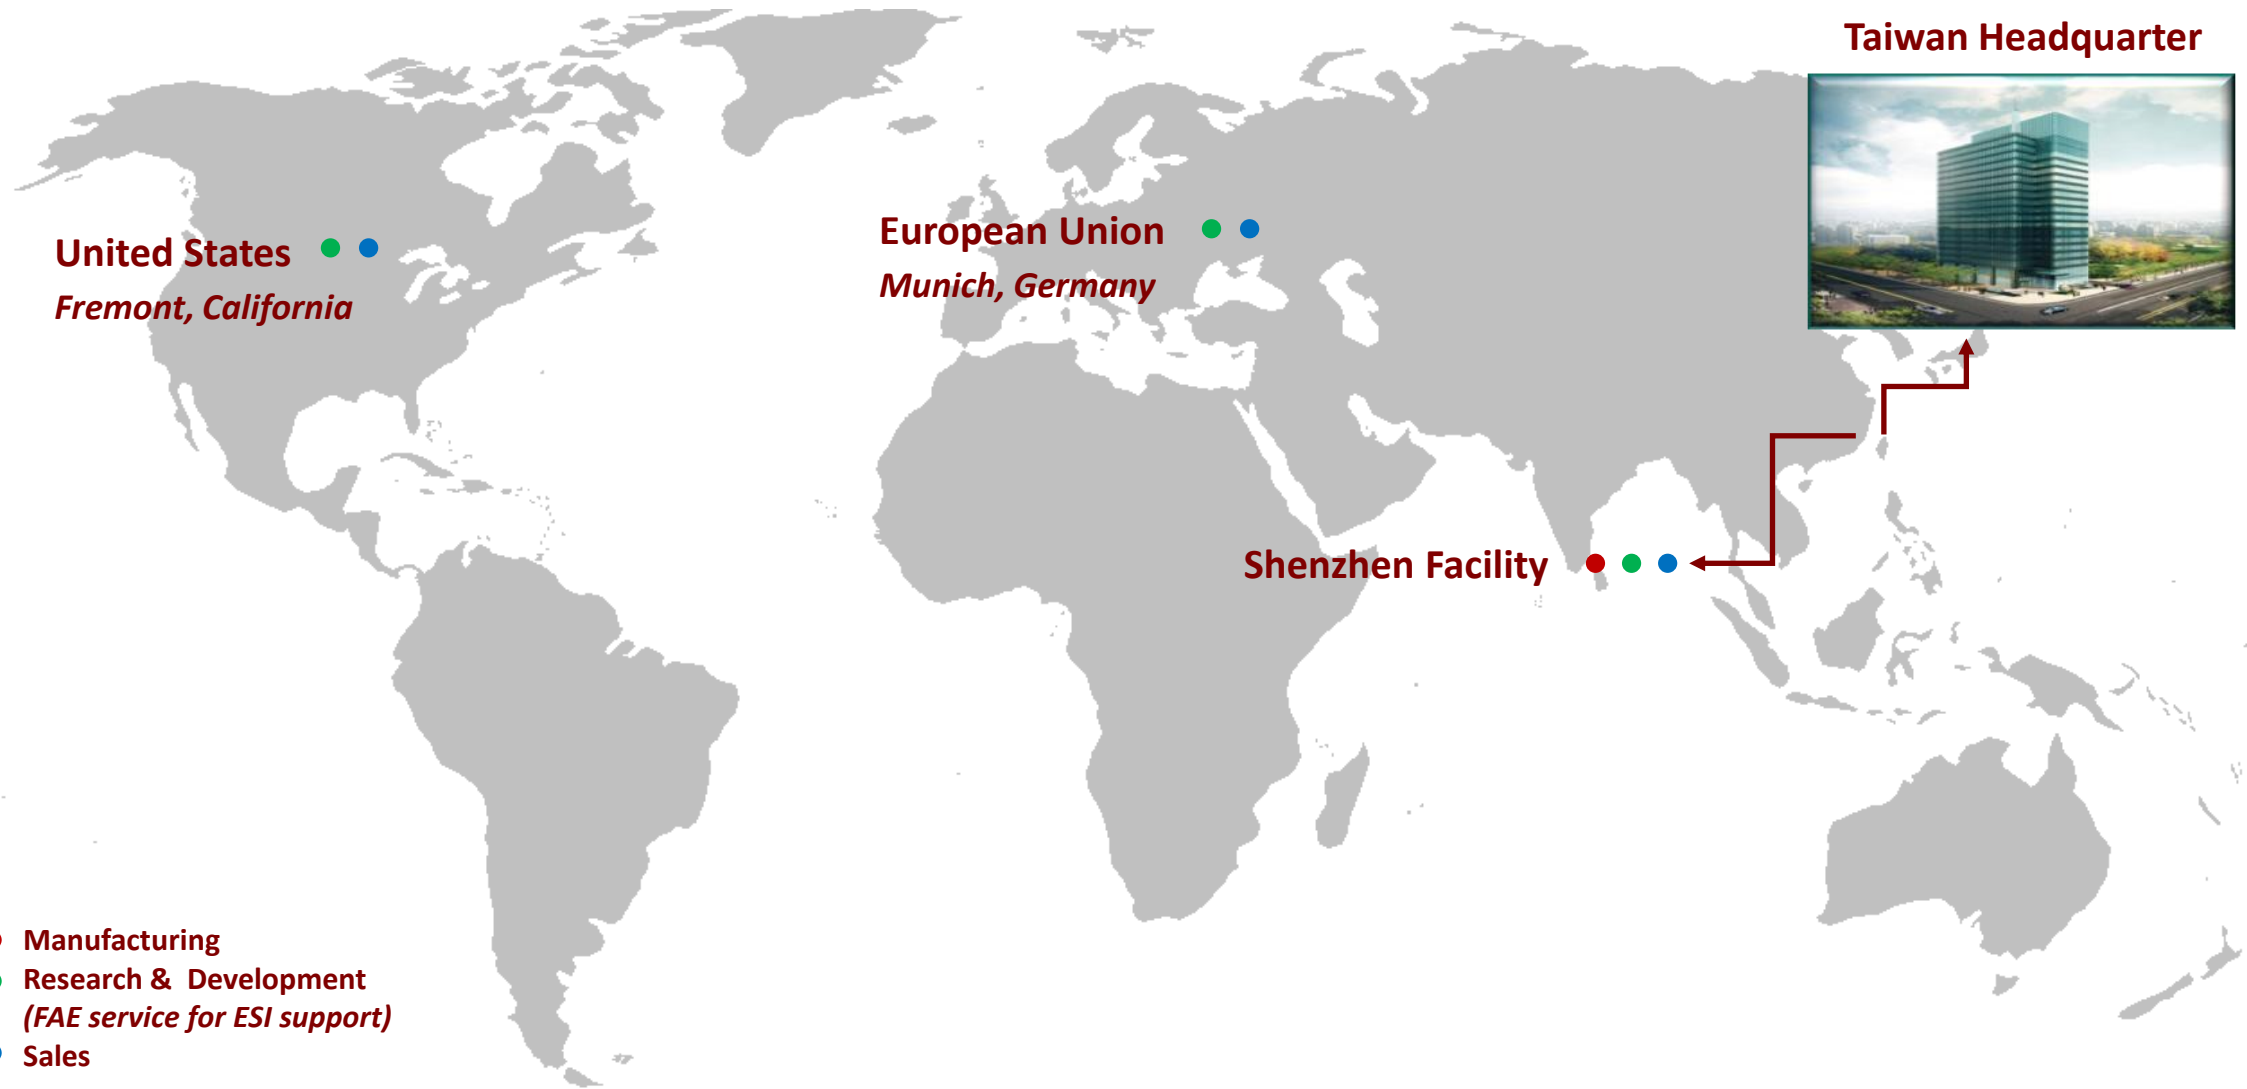 Taiwan Headquarter
United States
Fremont, California
European Union
Munich, Germany
Shenzhen Facility
Manufacturing
Research & Development
(FAE service for ESI support)
Sales